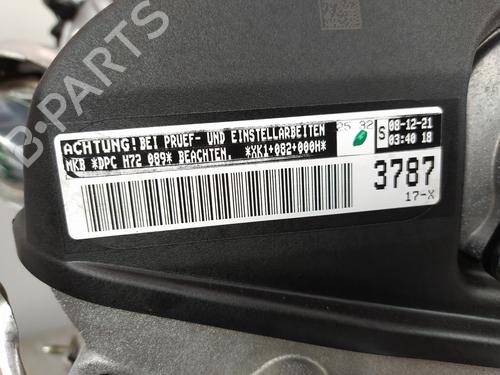 B-PARTS
ACHTUNG! BEI PRUEF- UND EINSTELLARBEITEN
MKB *DPC H72 089* BEACHTEN. *XK1+082+000H*
25 32
S
08-12-21
03:40 18
3787
17-X